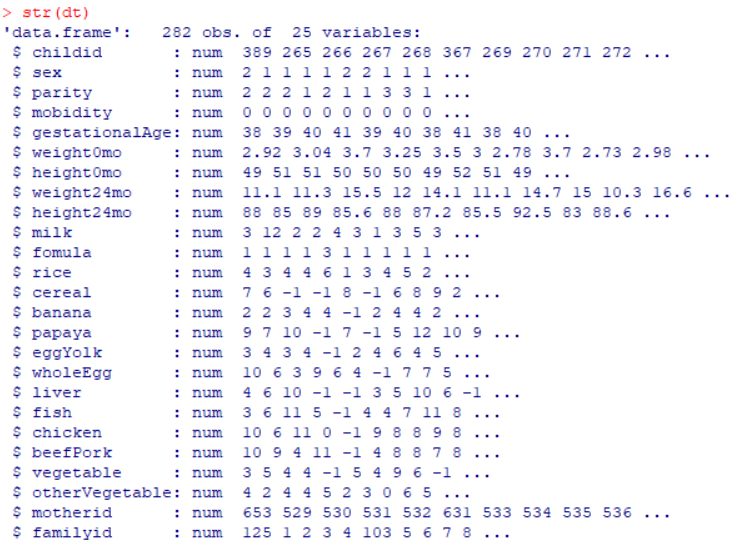 > str(dt)
'data.frame':   282 obs. of  25 variables:
 $ childid       : num  389 265 266 267 268 367 269 270 271 272 ...
 $ sex           : num  2 1 1 1 1 2 2 1 1 1 ...
 $ parity        : num  2 2 2 1 2 1 1 3 3 1 ...
 $ mobidity      : num  0 0 0 0 0 0 0 0 0 0 ...
 $ gestationalAge: num  38 39 40 41 39 40 38 41 38 40 ...
 $ weight0mo     : num  2.92 3.04 3.7 3.25 3.5 3 2.78 3.7 2.73 2.98 ...
 $ height0mo     : num  49 51 51 50 50 50 49 52 51 49 ...
 $ weight24mo    : num  11.1 11.3 15.5 12 14.1 11.1 14.7 15 10.3 16.6 ...
 $ height24mo    : num  88 85 89 85.6 88 87.2 85.5 92.5 83 88.6 ...
 $ milk          : num  3 12 2 2 4 3 1 3 5 3 ...
 $ fomula        : num  1 1 1 1 3 1 1 1 1 1 ...
 $ rice          : num  4 3 4 4 6 1 3 4 5 2 ...
 $ cereal        : num  7 6 -1 -1 8 -1 6 8 9 2 ...
 $ banana        : num  2 2 3 4 4 -1 2 4 4 2 ...
 $ papaya        : num  9 7 10 -1 7 -1 5 12 10 9 ...
 $ eggYolk       : num  3 4 3 4 -1 2 4 6 4 5 ...
 $ wholeEgg      : num  10 6 3 9 6 4 -1 7 7 5 ...
 $ liver         : num  4 6 10 -1 -1 3 5 10 6 -1 ...
 $ fish          : num  3 6 11 5 -1 4 4 7 11 8 ...
 $ chicken       : num  10 6 11 0 -1 9 8 8 9 8 ...
 $ beefPork      : num  10 9 4 11 -1 4 8 8 7 8 ...
 $ vegetable     : num  3 5 4 4 -1 5 4 9 6 -1 ...
 $ otherVegetable: num  4 2 4 4 5 2 3 0 6 5 ...
 $ motherid      : num  653 529 530 531 532 631 533 534 535 536 ...
 $ familyid      : num  125 1 2 3 4 103 5 6 7 8 ...